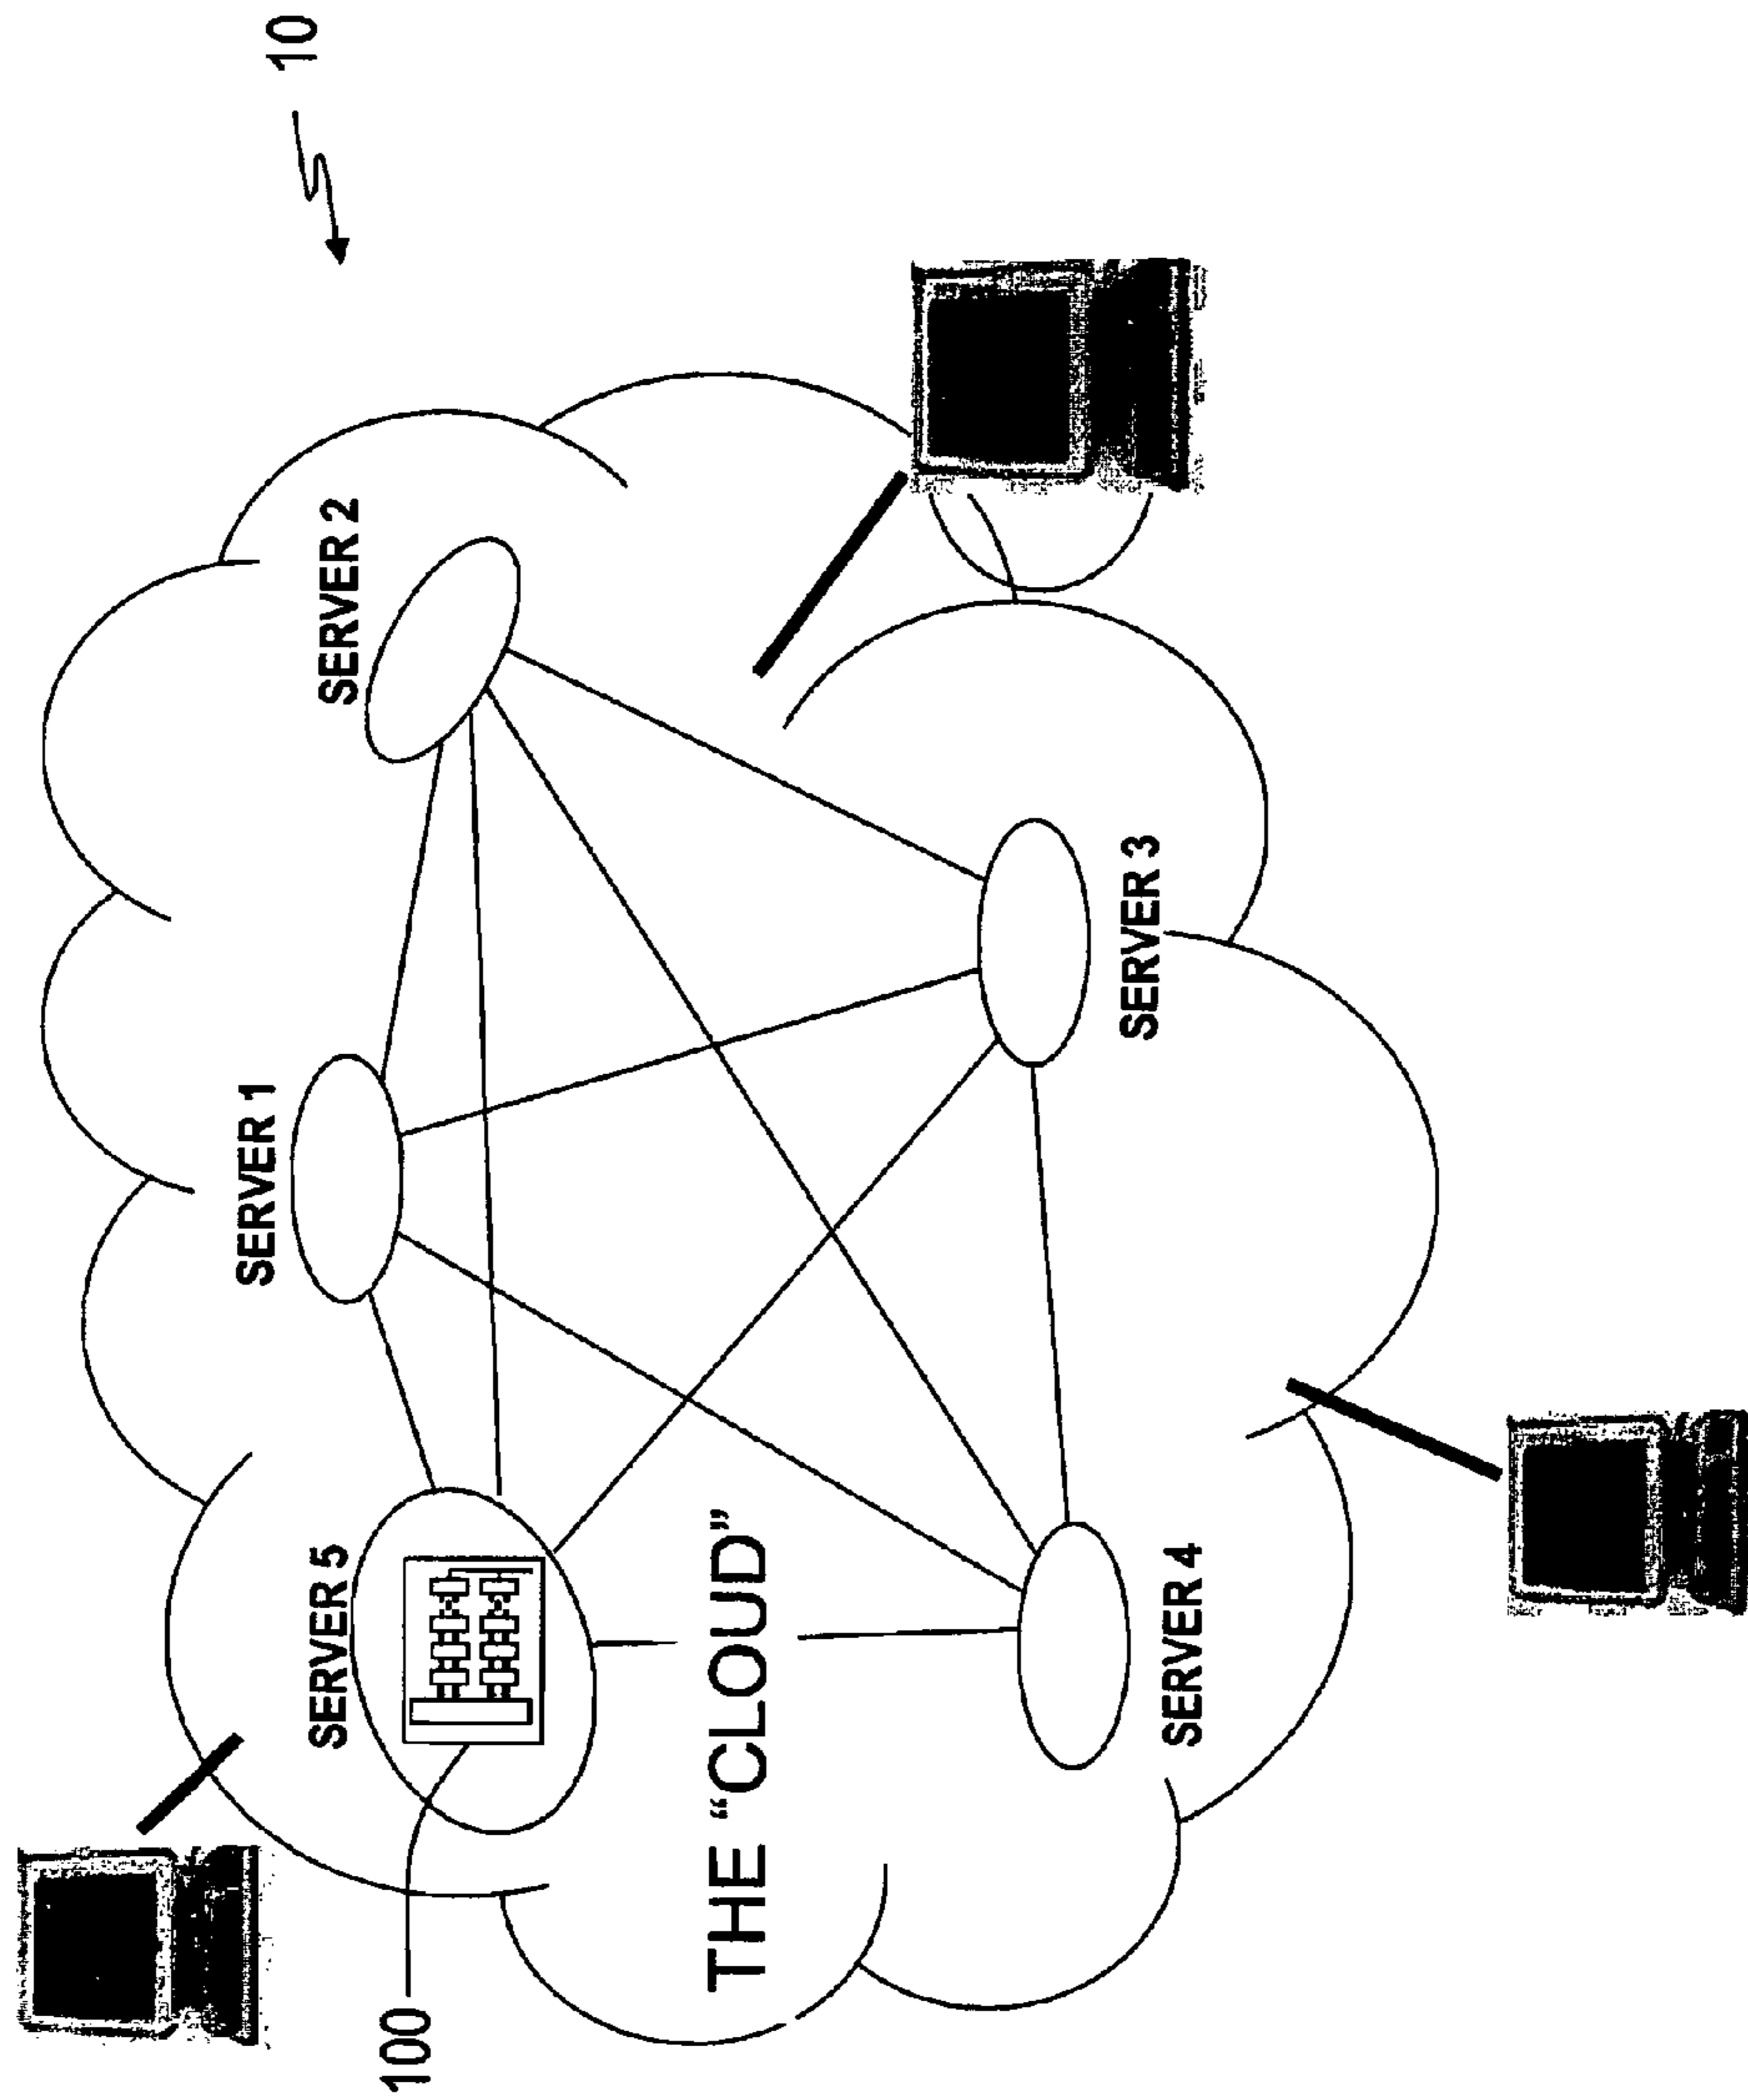 10
SERVER 2
SERVER 1
SERVER 5
100
SERVER 3
THE "CLOUD"
SERVER 4